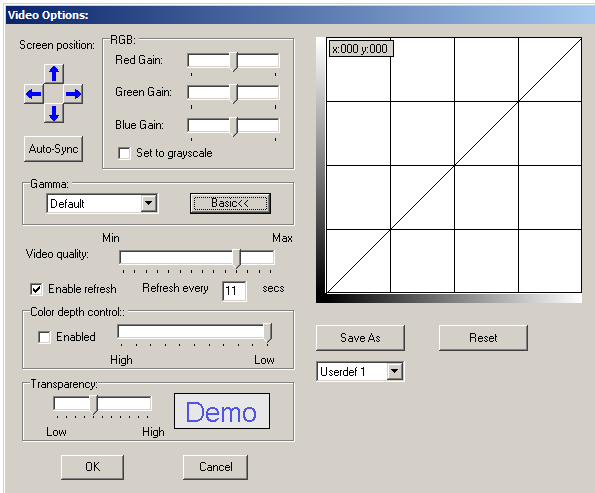 Video Options:
Screen position:
RGB:
Red Gain:
Green Gain:
Blue Gain:
Auto-Sync
Set to grayscale
Gamma:
Default
Basic<<
Min Max
Video quality:
Enable refresh Refresh every 11 secs
Color depth control::
Enabled
High Low
Transparency:
Demo
Low High
OK Cancel
x:000 y:000
Save As Reset
Userdef 1